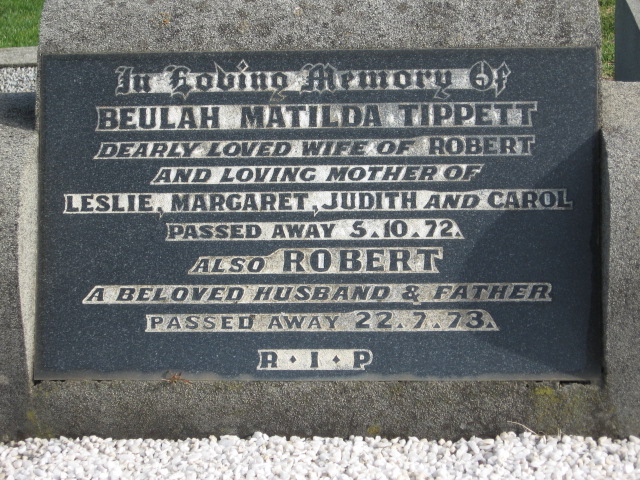 In Loving Memory Of
BEULAH MATILDA TIPPETT
DEARLY LOVED WIFE OF ROBERT
AND LOVING MOTHER OF
LESLIE, MARGARET, JUDITH AND CAROL
PASSED AWAY 5.10.72.
ALSO ROBERT
A BELOVED HUSBAND & FATHER
PASSED AWAY 22.7.73.
R·I·P